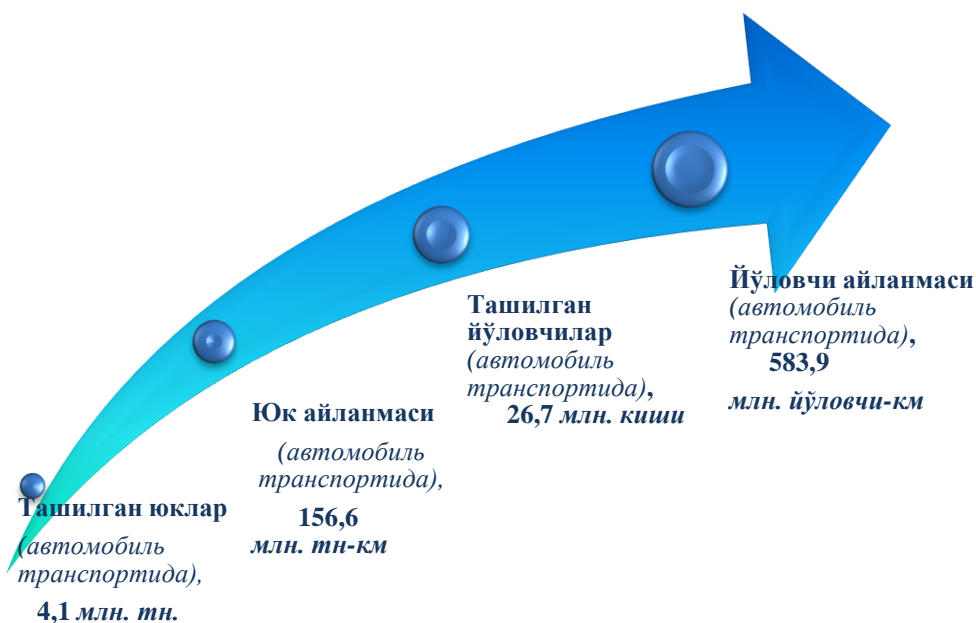 Ташилган юклар
(автомобиль
транспортида),
4,1 млн. тн.
Юк айланмаси
(автомобиль
транспортида),
156,6
млн. тн-км
Ташилган
йўловчилар
(автомобиль
транспортида),
26,7 млн. киши
Йўловчи айланмаси
(автомобиль
транспортида),
583,9
млн. йўловчи-км